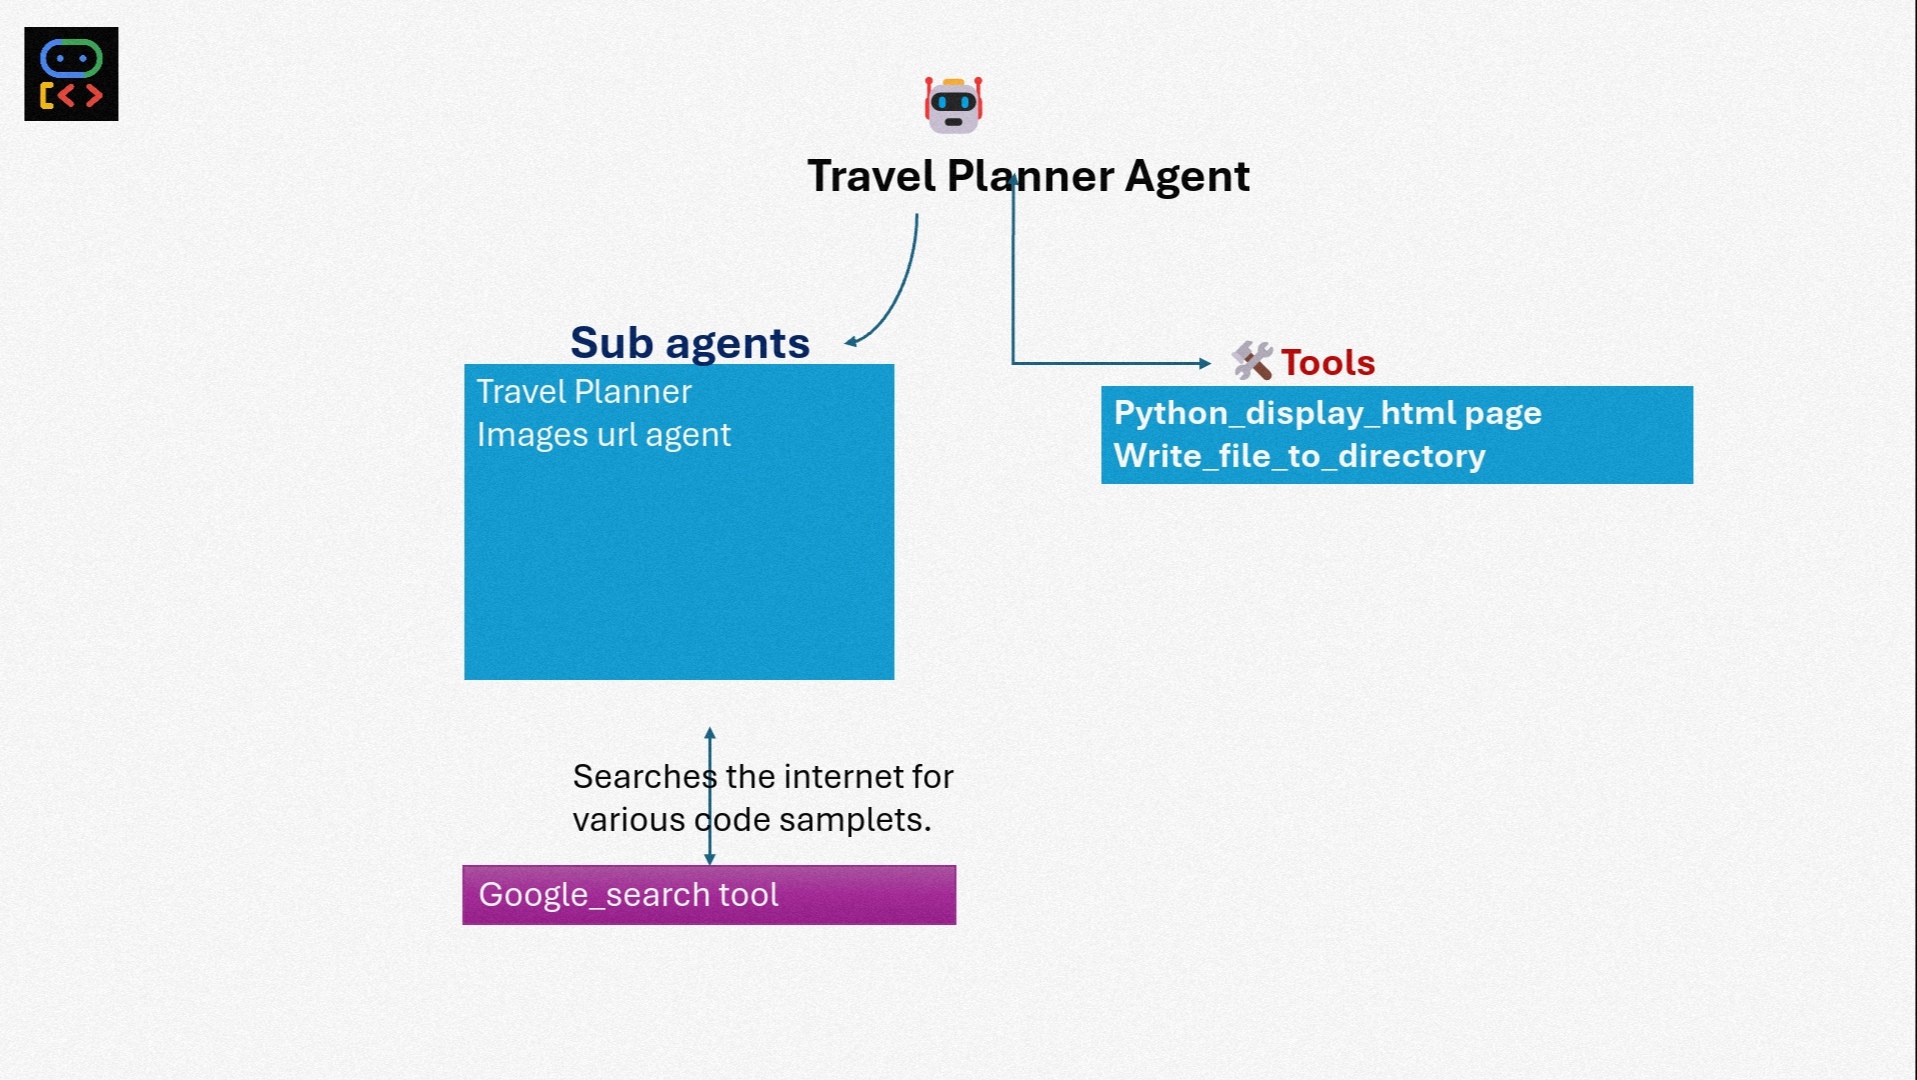 Travel Planner Agent
Sub agents
Travel Planner
Images url agent
Tools
Python_display_html page
Write_file_to_directory
Searches the internet for
various code samplets.
Google_search tool